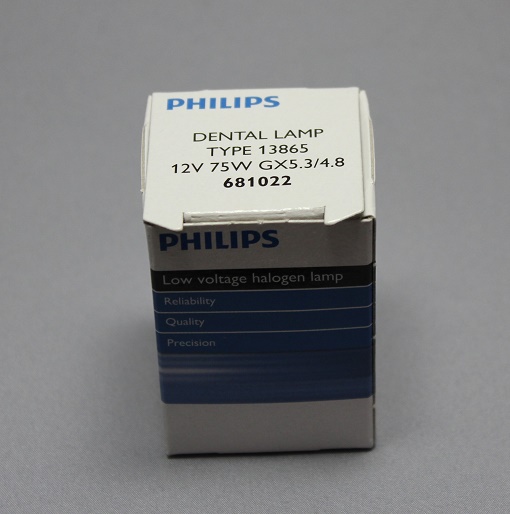 PHILIPS
DENTAL LAMP
TYPE 13865
12V 75W GX5.3/4.8
681022
PHILIPS
Low voltage halogen lamp
Reliability
Quality
Precision